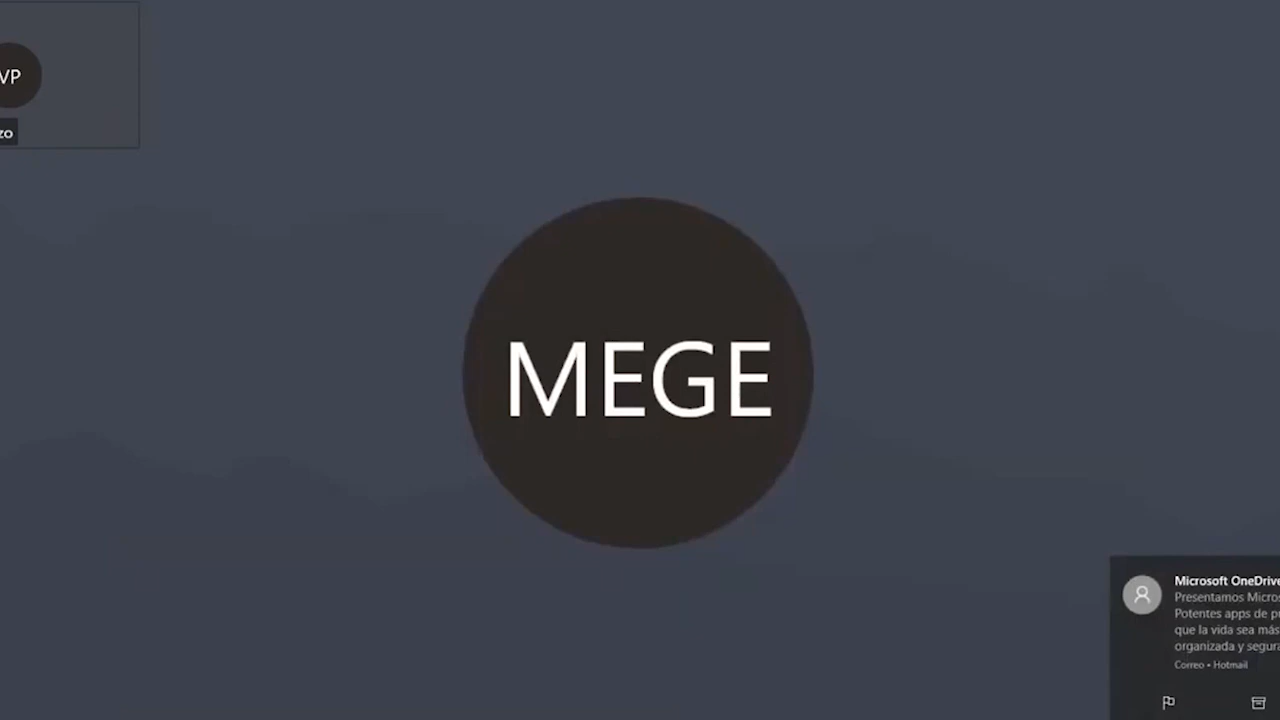 VP
zo
MEGE
Microsoft OneDrive
Presentamos Micros
Potentes apps de pr
que la vida sea más
organizada y segura
Correo • Hotmail